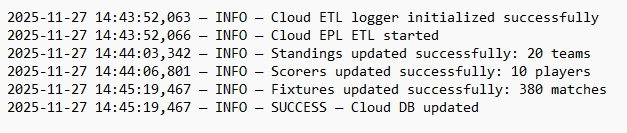 2025-11-27 14:43:52,063 — INFO — Cloud ETL logger initialized successfully
2025-11-27 14:43:52,066 — INFO — Cloud EPL ETL started
2025-11-27 14:44:03,342 — INFO — Standings updated successfully: 20 teams
2025-11-27 14:44:06,801 — INFO — Scorers updated successfully: 10 players
2025-11-27 14:45:19,467 — INFO — Fixtures updated successfully: 380 matches
2025-11-27 14:45:19,467 — INFO — SUCCESS — Cloud DB updated